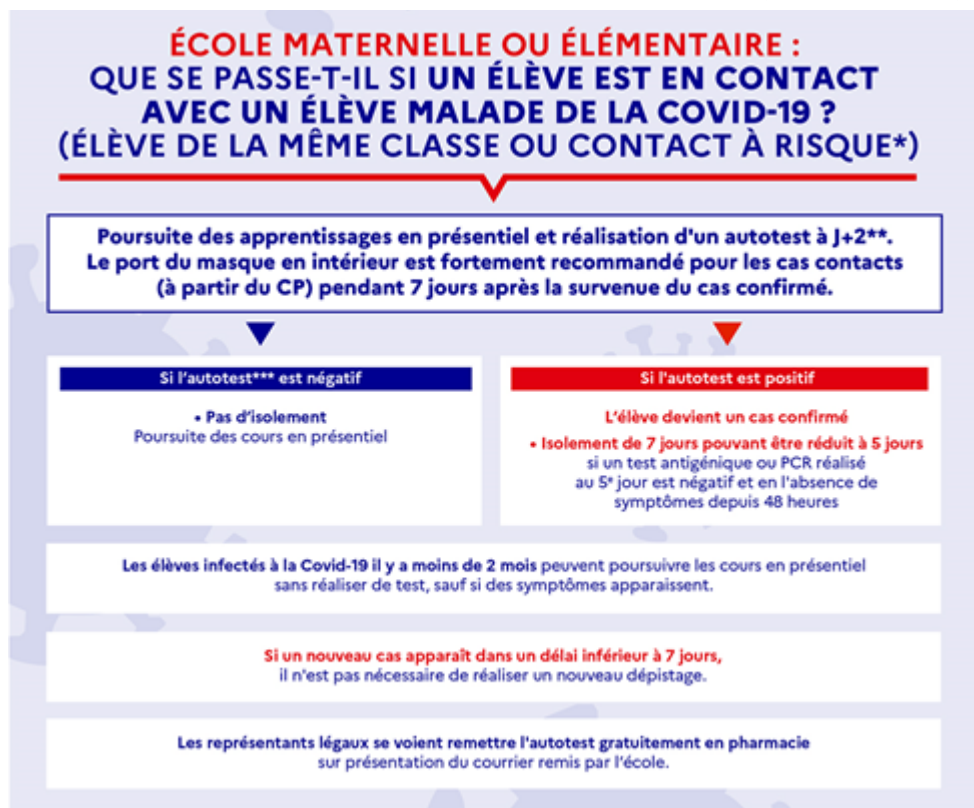 ÉCOLE MATERNELLE OU ÉLÉMENTAIRE :
QUE SE PASSE-T-IL SI UN ÉLÈVE EST EN CONTACT
AVEC UN ÉLÈVE MALADE DE LA COVID-19 ?
(ÉLÈVE DE LA MÊME CLASSE OU CONTACT À RISQUE*)
Poursuite des apprentissages en présentiel et réalisation d'un autotest à J+2**.
Le port du masque en intérieur est fortement recommandé pour les cas contacts
(à partir du CP) pendant 7 jours après la survenue du cas confirmé.
Si l'autotest*** est négatif
• Pas d'isolement
Poursuite des cours en présentiel
Si l'autotest est positif
L'élève devient un cas confirmé
• Isolement de 7 jours pouvant être réduit à 5 jours
si un test antigénique ou PCR réalisé
au 5e jour est négatif et en l'absence de
symptômes depuis 48 heures
Les élèves infectés à la Covid-19 il y a moins de 2 mois peuvent poursuivre les cours en présentiel
sans réaliser de test, sauf si des symptômes apparaissent.
Si un nouveau cas apparaît dans un délai inférieur à 7 jours,
il n'est pas nécessaire de réaliser un nouveau dépistage.
Les représentants légaux se voient remettre l'autotest gratuitement en pharmacie
sur présentation du courrier remis par l'école.